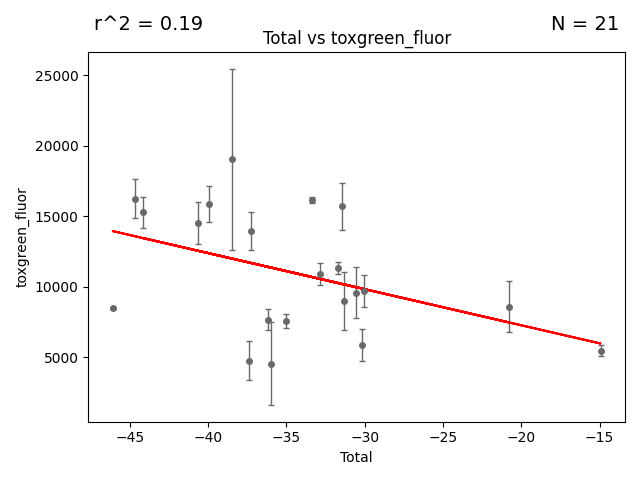 r^2 = 0.19
N = 21
Total vs toxgreen_fluor
25000
20000
15000
10000
5000
toxgreen_fluor
−45
−40
−35
−30
−25
−20
−15
Total